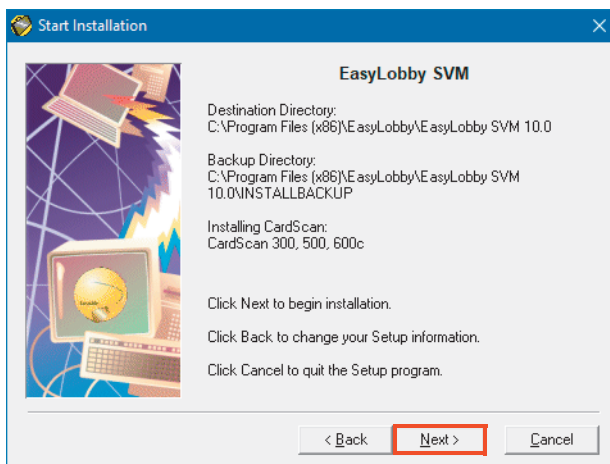 Start Installation
EasyLobby SVM
Destination Directory:
C:\Program Files (x86)\EasyLobby\EasyLobby SVM 10.0
Backup Directory:
C:\Program Files (x86)\EasyLobby\EasyLobby SVM
10.0\INSTALLBACKUP
Installing CardScan:
CardScan 300, 500, 600c
EasyLobby
Click Next to begin installation.
Click Back to change your Setup information.
Click Cancel to quit the Setup program.
< Back
Next >
Cancel